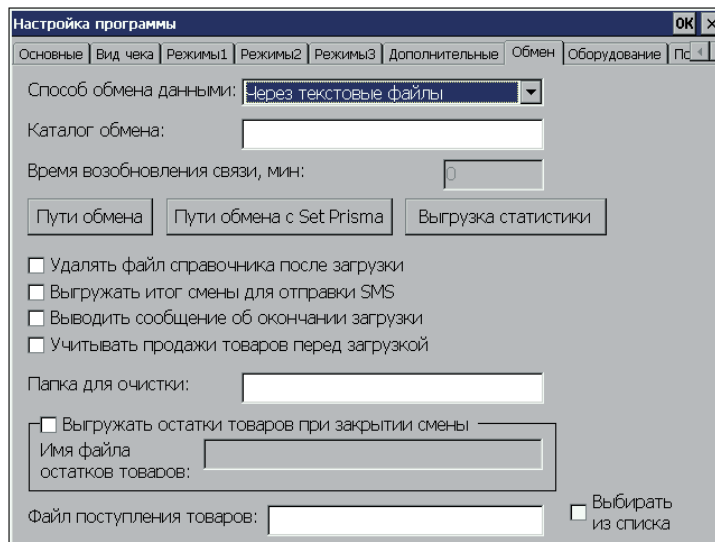 Настройка программы OK ×
Основные Вид чека Режимы1 Режимы2 Режимы3 Дополнительные Обмен Оборудование
Способ обмена данными: Через текстовые файлы
Каталог обмена:
Время возобновления связи, мин: 0
Пути обмена Пути обмена с Set Prisma Выгрузка статистики
Удалять файл справочника после загрузки
Выгружать итог смены для отправки SMS
Выводить сообщение об окончании загрузки
Учитывать продажи товаров перед загрузкой
Папка для очистки:
Выгружать остатки товаров при закрытии смены
Имя файла
остатков товаров:
Файл поступления товаров:
Выбирать
из списка